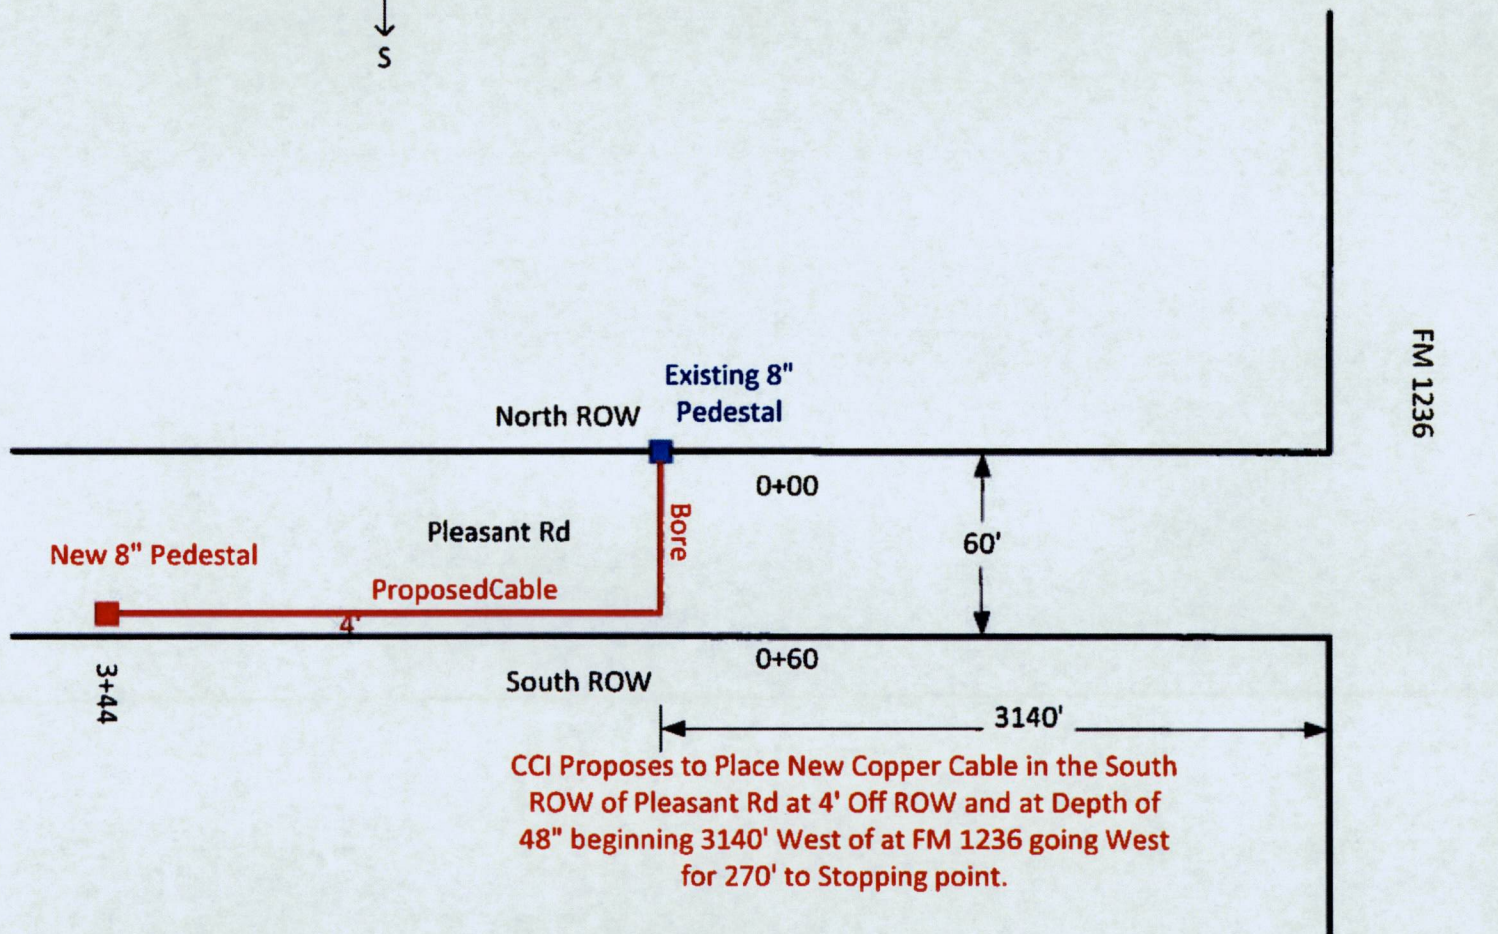 S
FM 1236
Existing 8"
Pedestal
North ROW
0+00
Pleasant Rd
Bore
60'
New 8" Pedestal
ProposedCable
4'
0+60
3+44
South ROW
3140'
CCI Proposes to Place New Copper Cable in the South
ROW of Pleasant Rd at 4' Off ROW and at Depth of
48" beginning 3140' West of at FM 1236 going West
for 270' to Stopping point.